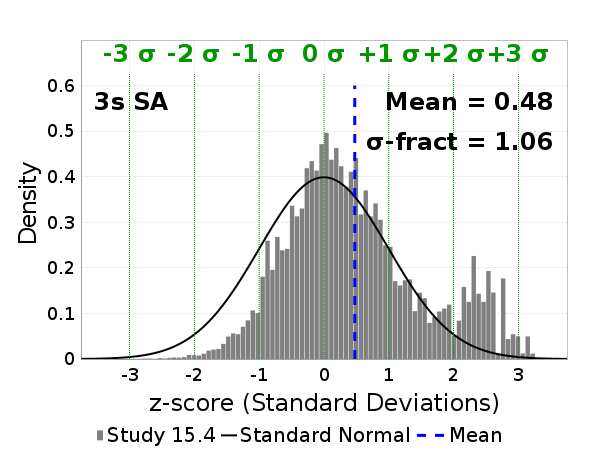 -3 σ -2 σ -1 σ 0 σ +1 σ +2 σ +3 σ
0.6
3s SA
Mean = 0.48
0.5
σ-fract = 1.06
0.4
0.3
0.2
0.1
0
Density
-3 -2 -1 0 1 2 3
z-score (Standard Deviations)
Study 15.4 Standard Normal Mean